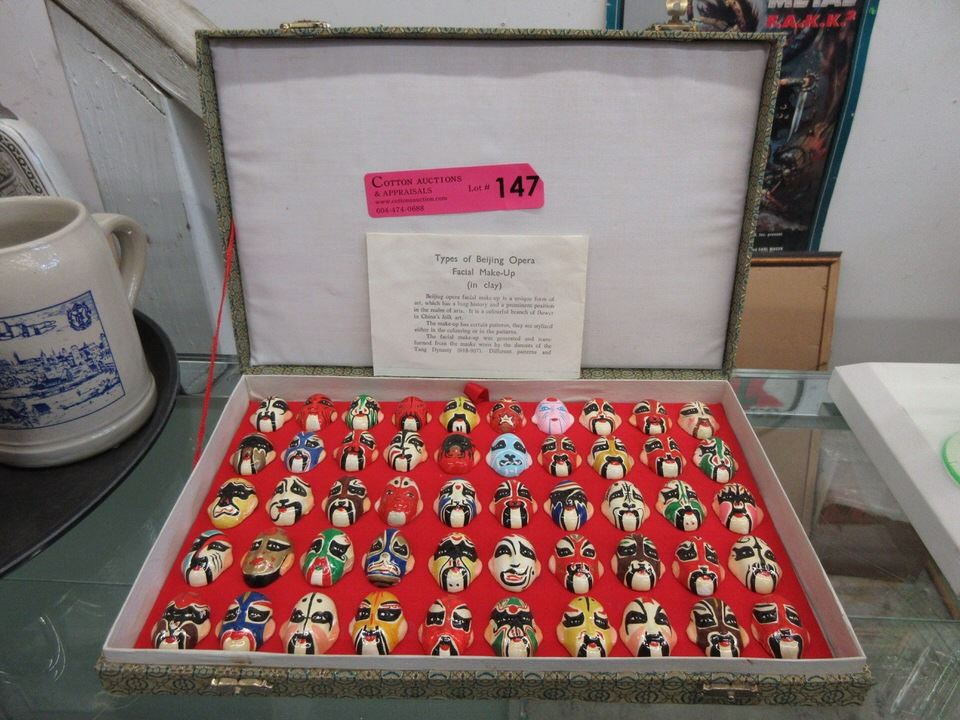 METAL
F.A.K.K.²
COTTON AUCTIONS
& APPRAISALS
Lot # 147
www.cottonsauction.com
604-474-0688
Types of Beijing Opera
Facial Make-Up
(in clay)
Beijing opera facial make-up is a unique form of
art, which has a long history and a prominent position
in the realm of arts. It is a colourful branch of flower
in China's folk art.
The make-up has certain patterns, they are stylized
either in the colouring or in the patterns.
The facial make-up was generated and trans-
formed from the masks worn by the dancers of the
Tang Dynasty (618-907). Different patterns and